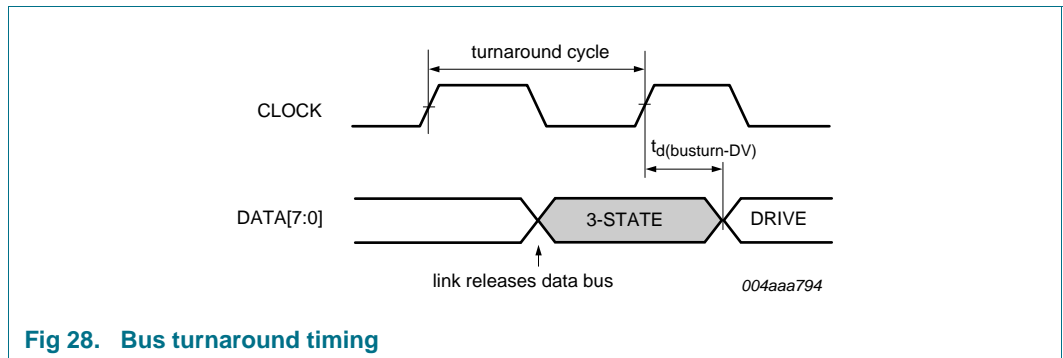 turnaround cycle
CLOCK
td(busturn-DV)
DATA[7:0]
3-STATE
DRIVE
link releases data bus
004aaa794
Fig 28. Bus turnaround timing